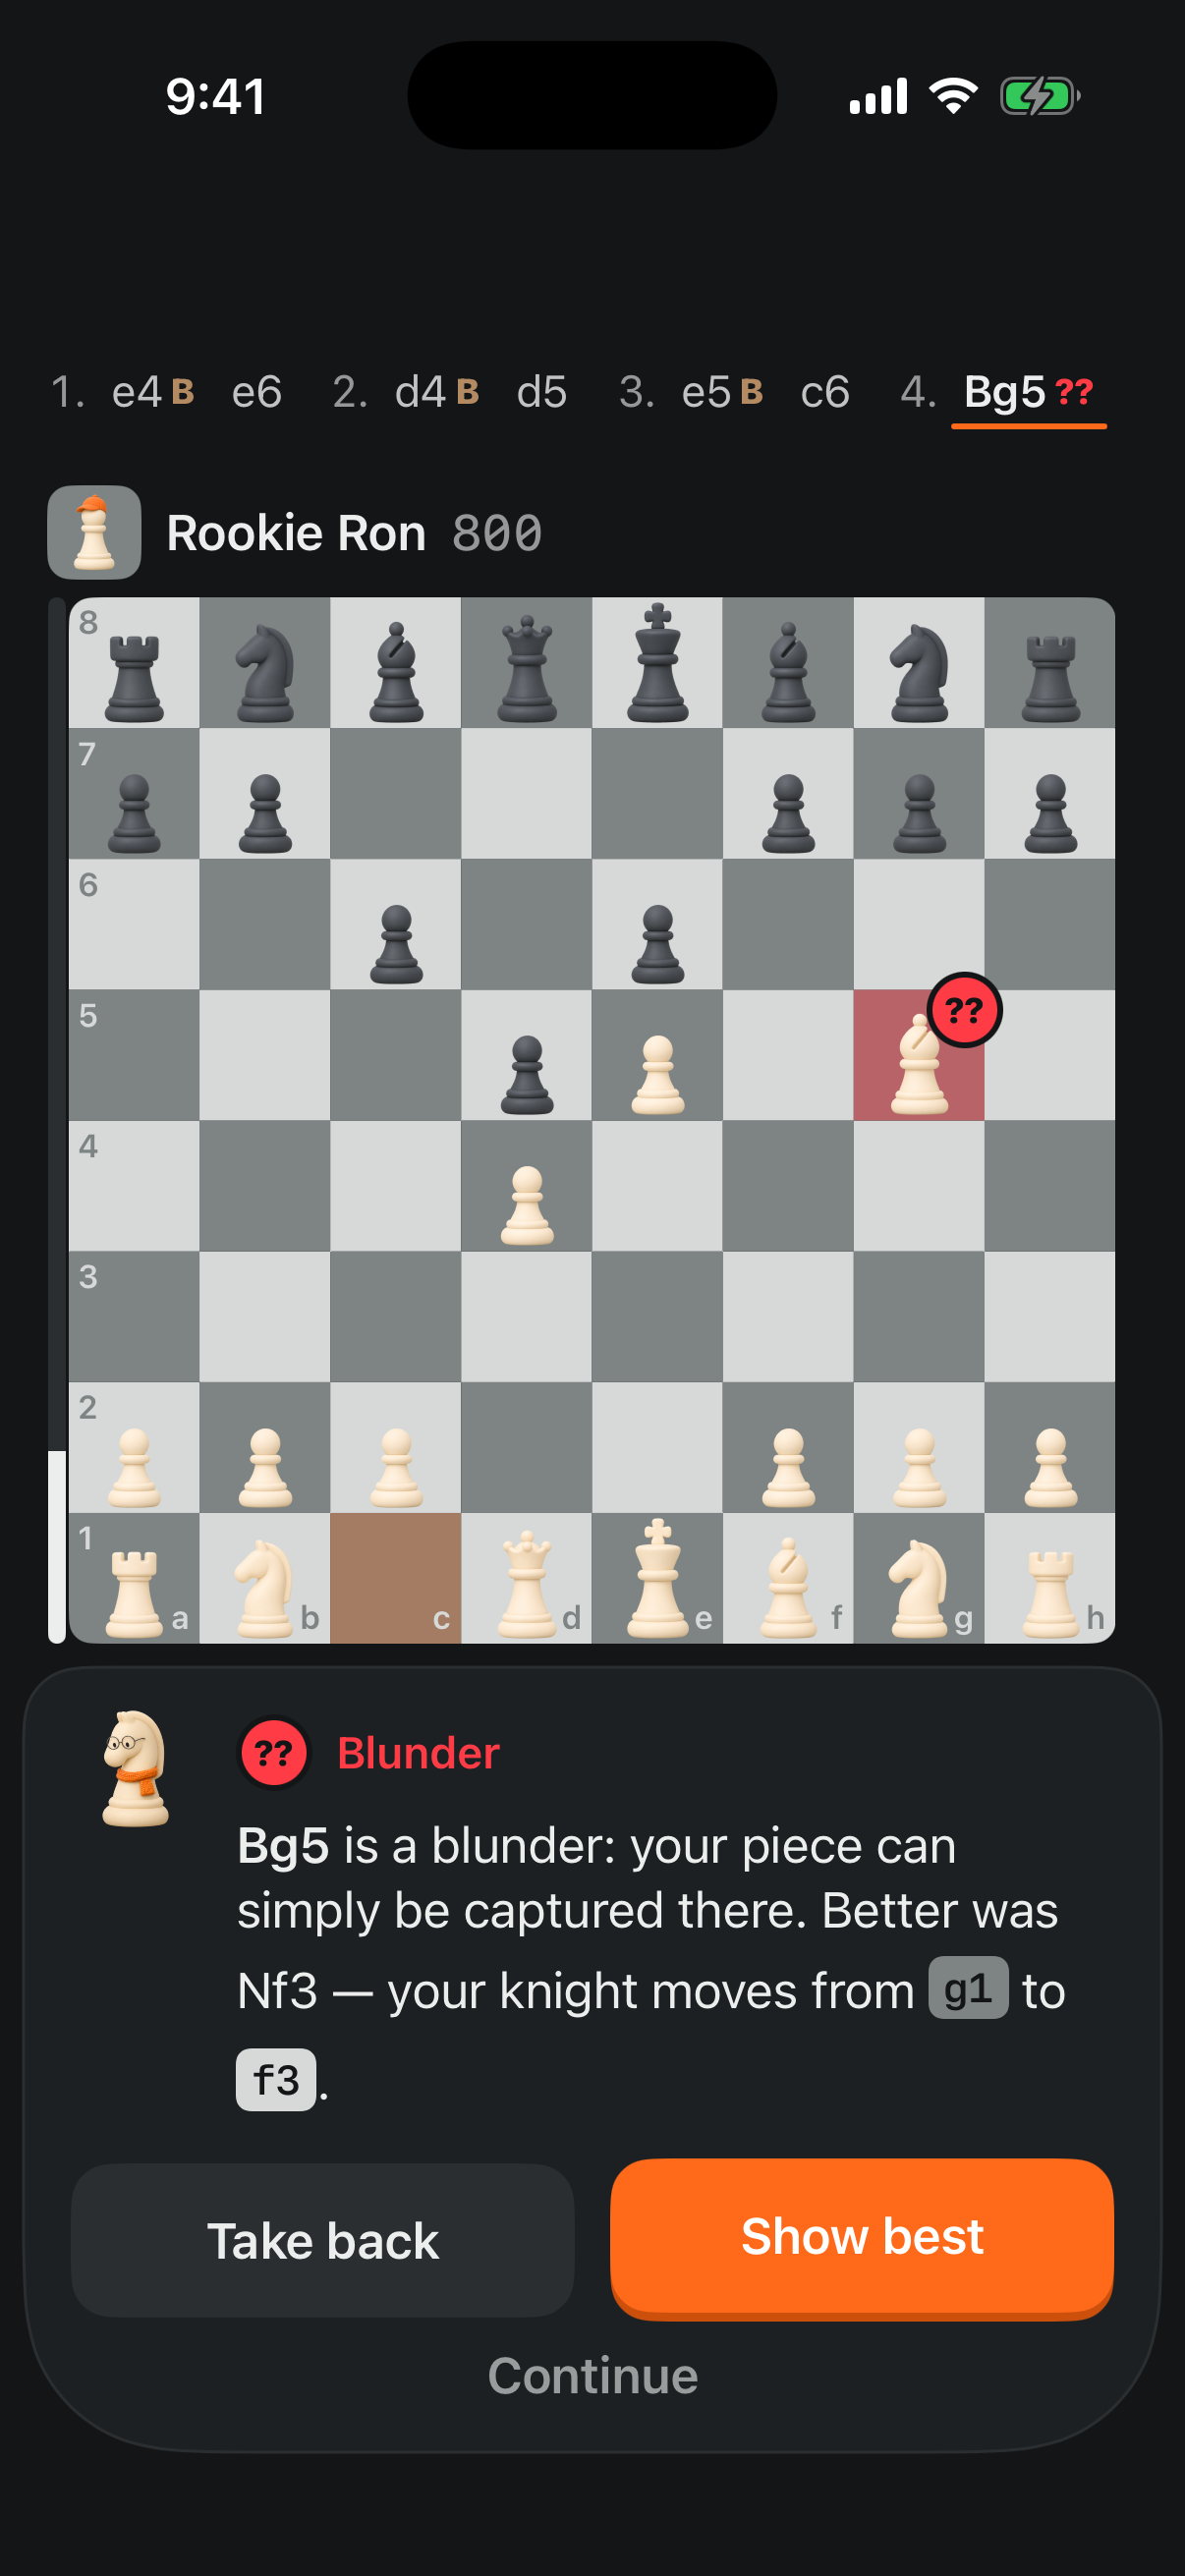 9:41
1. e4 B e6 2. d4 B d5 3. e5 B c6 4. Bg5 ??
Rookie Ron 800
8
7
6
5
??
4
3
2
1
a b c d e f g h
?? Blunder
Bg5 is a blunder: your piece can
simply be captured there. Better was
Nf3 — your knight moves from g1 to
f3.
Take back
Show best
Continue